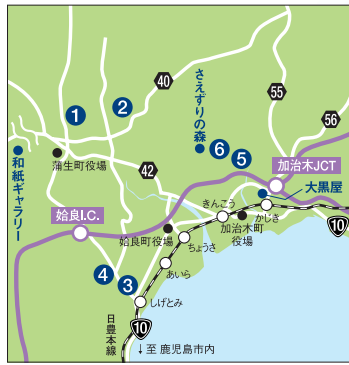 40
さえずりの森
55
1
2
56
6
5
加治木JCT
蒲生町役場
和紙ギャラリー
42
大黒屋
きんこう
かじき
姶良I.C.
姶良町役場
加治木町
役場
10
ちょうさ
4
あいら
3
しげとみ
日豊本線
10
↓至 鹿児島市内